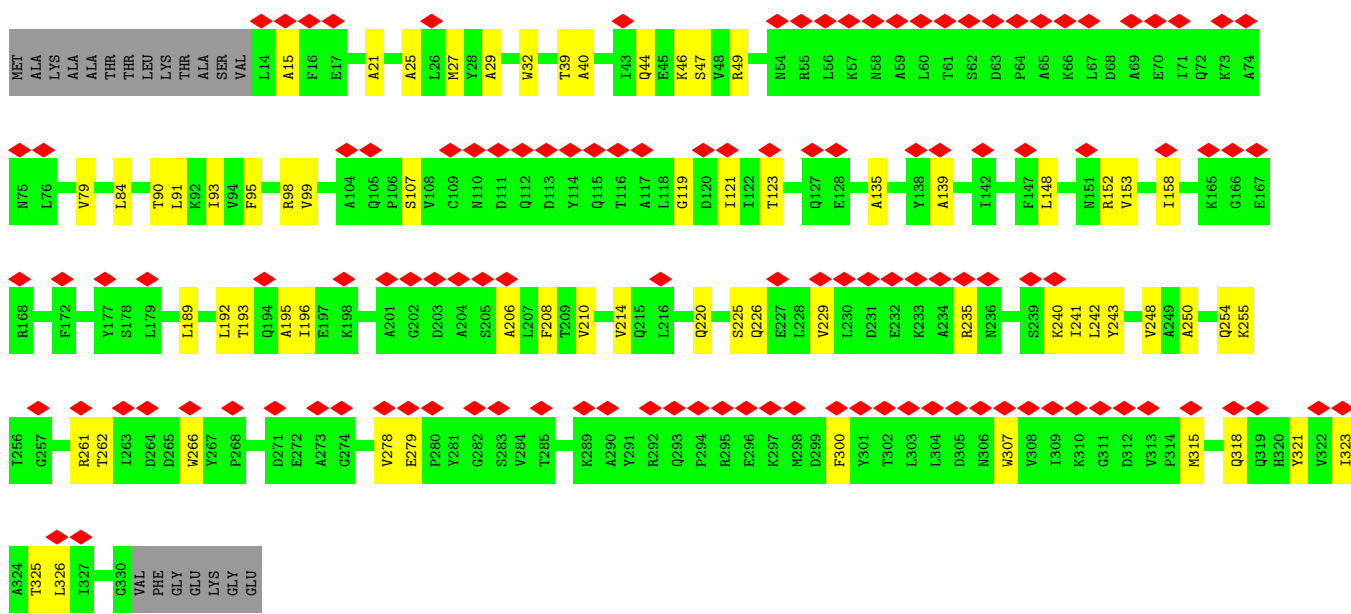 MET ALA LYS ALA ALA THR THR LEU LYS THR ALA SER VAL L14 A15 F16 E17 A21 A25 L26 M27 Y28 A29 W32 T39 A40 I43 Q44 E45 K46 S47 V48 R49 N54 R55 L56 K57 N58 A59 L60 T61 S62 D63 P64 A65 K66 L67 D68 A69 E70 I71 Q72 K73 A74
N75 L76 V79 L84 T90 L91 K92 I93 V94 F95 R98 V99 A104 Q105 P106 S107 V108 C109 N110 D111 Q112 D113 Y114 Q115 T116 A117 L118 G119 D120 I121 I122 T123 Q127 E128 A135 Y138 A139 I142 F147 L148 N151 R152 V153 I158 K165 G166 E167
R168 F172 Y177 S178 L179 L189 L192 T193 Q194 A195 I196 E197 K198 A201 G202 D203 A204 S205 A206 L207 F208 T209 V210 V214 Q215 L216 Q220 S225 Q226 E227 L228 V229 L230 D231 E232 K233 A234 R235 N236 S239 K240 I241 L242 Y243 V248 A249 A250 Q254 K255
I256 G257 R261 T262 I263 D264 D265 W266 Y267 P268 D271 E272 A273 G274 V278 E279 P280 Y281 G282 S283 V284 T285 K289 A290 Y291 R292 Q293 P294 R295 E296 K297 M298 D299 F300 Y301 T302 L303 L304 D305 N306 W307 V308 I309 K310 G311 D312 V313 P314 M315 Q318 Q319 H320 Y321 V322 I323
A324 T325 L326 I327 G330 VAL PHE GLY GLU LYS GLY GLU